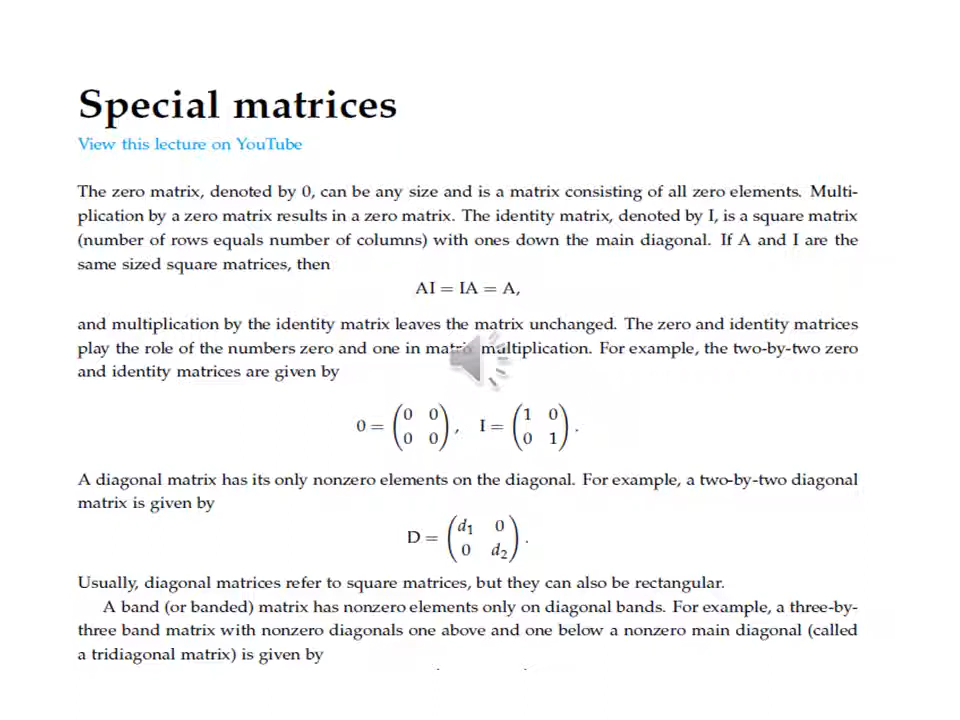 Special matrices
View this lecture on YouTube
The zero matrix, denoted by 0, can be any size and is a matrix consisting of all zero elements. Multi-
plication by a zero matrix results in a zero matrix. The identity matrix, denoted by I, is a square matrix
(number of rows equals number of columns) with ones down the main diagonal. If A and I are the
same sized square matrices, then
AI = IA = A,
and multiplication by the identity matrix leaves the matrix unchanged. The zero and identity matrices
play the role of the numbers zero and one in matrix multiplication. For example, the two-by-two zero
and identity matrices are given by
0 = (0 0
0 0), I = (1 0
0 1).
A diagonal matrix has its only nonzero elements on the diagonal. For example, a two-by-two diagonal
matrix is given by
D = (d₁ 0
0 d₂).
Usually, diagonal matrices refer to square matrices, but they can also be rectangular.
A band (or banded) matrix has nonzero elements only on diagonal bands. For example, a three-by-
three band matrix with nonzero diagonals one above and one below a nonzero main diagonal (called
a tridiagonal matrix) is given by